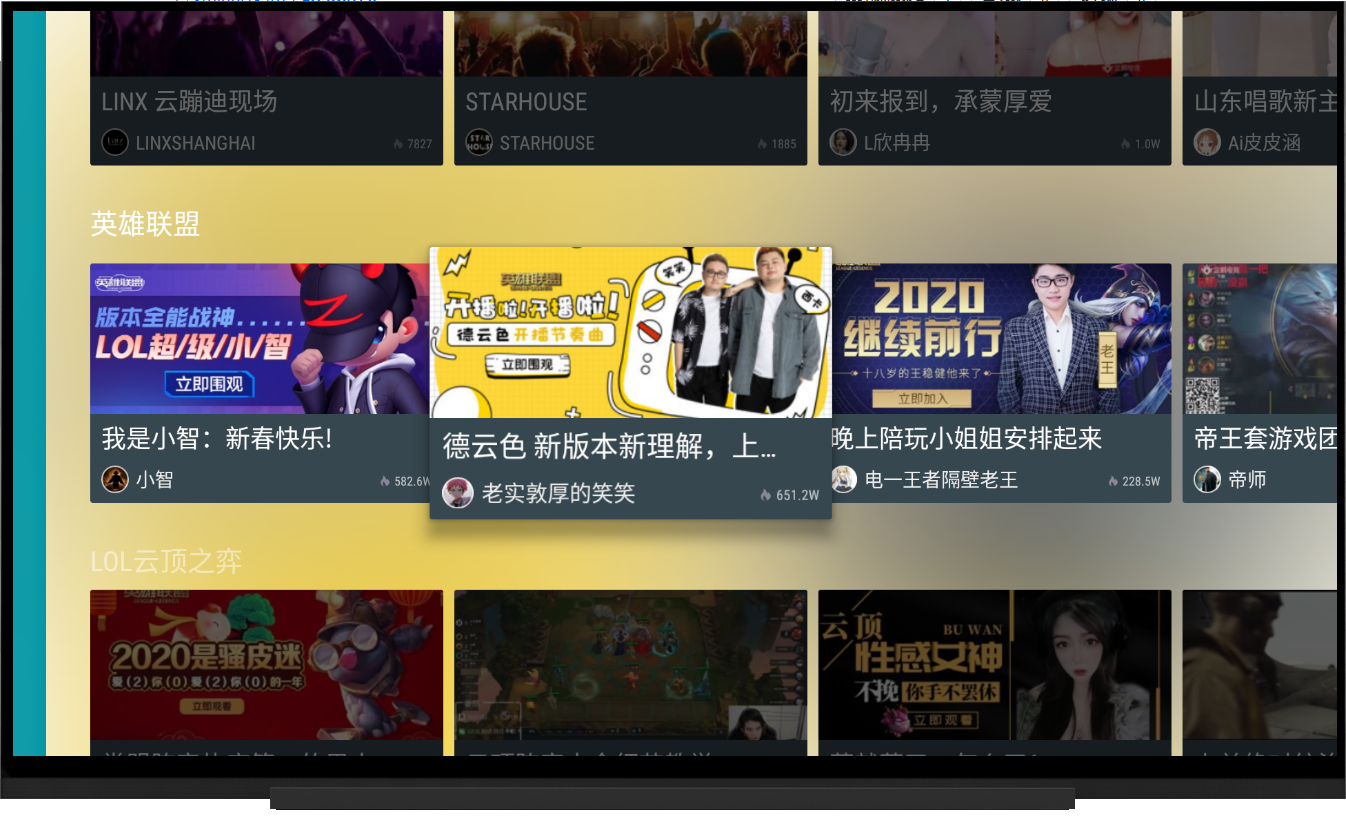 LINX 云蹦迪现场
LINXSHANGHAI
7827
STARHOUSE
STAR HOUSE
STARHOUSE
1885
初来报到，承蒙厚爱
L欣冉冉
1.0W
山东唱歌新主
Ai皮皮涵
英雄联盟
英雄联盟
版本全能战神......
LOL超/级/小/智
立即围观
我是小智：新春快乐!
小智
582.6W
英雄联盟
开播啦!开播啦!
德云色开播节奏曲
立即围观
笑笑
西卡
德云色 新版本新理解，上...
老实敦厚的笑笑
651.2W
2020
继续前行
十八岁的王稳健他来了
立即加入
老王
晚上陪玩小姐姐安排起来
电一王者隔壁老王
228.5W
帝王套游戏团
帝师
LOL云顶之弈
2020是骚皮迷
爱(2)你(0)爱(2)你(0)的一年
立即观看
云顶
BU WAN
性感女神
不挽 你手不罢休
立即观看